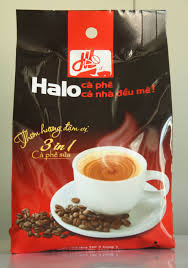 Halo cà phê
cả nhà đều mê!
Thơm hương đậm vị
3 in 1
Cà phê sữa